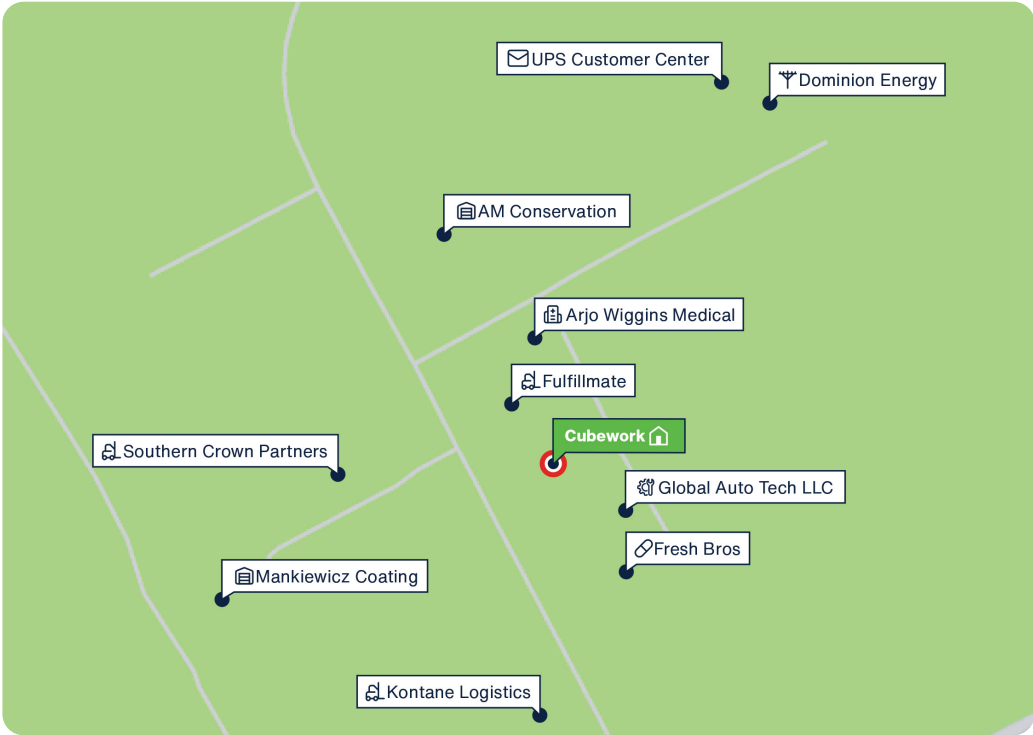 UPS Customer Center
Dominion Energy
AM Conservation
Arjo Wiggins Medical
Fulfillmate
Cubework
Southern Crown Partners
Global Auto Tech LLC
Fresh Bros
Mankiewicz Coating
Kontane Logistics